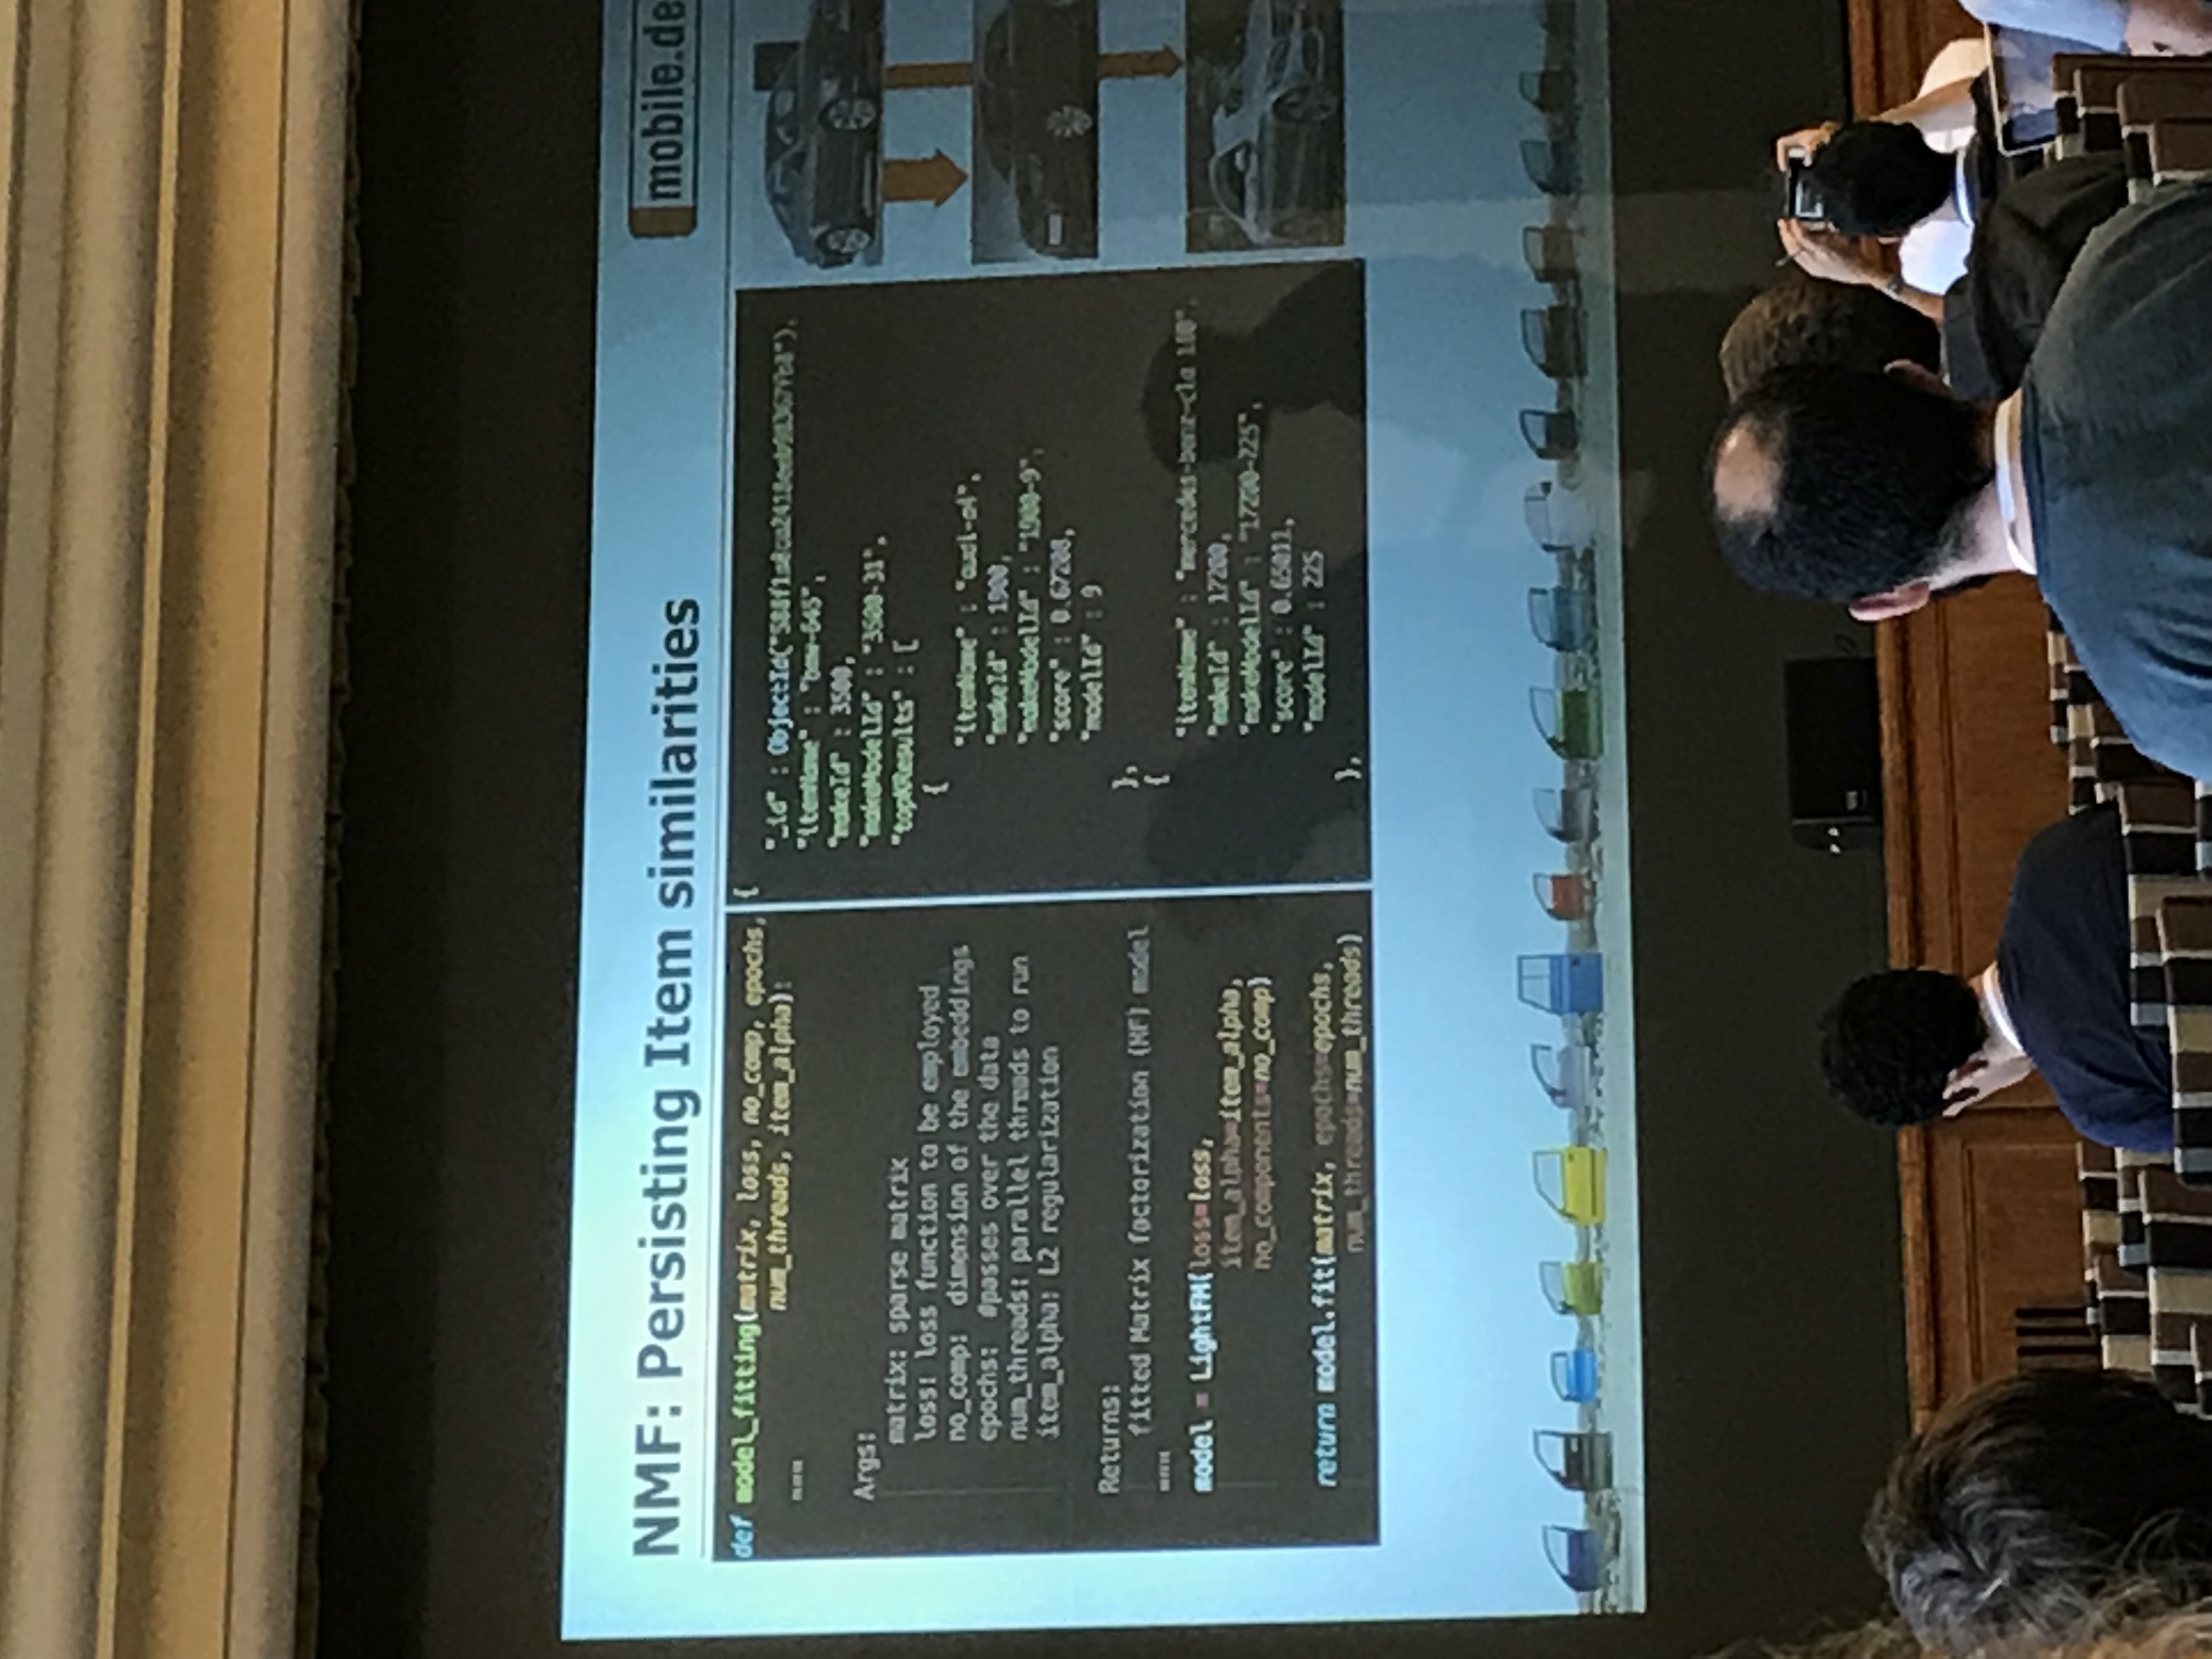 NMF: Persisting Item similarities
mobile.de
def model_fitting(matrix, loss, no_comp, epochs,
num_threads, item_alpha):
"""
Args:
matrix: sparse matrix
loss: loss function to be employed
no_comp: dimension of the embeddings
epochs: #passes over the data
num_threads: parallel threads to run
item_alpha: L2 regularization
Returns:
fitted Matrix factorization (MF) model
"""
model = LightFM(loss=loss,
item_alpha=item_alpha,
no_components=no_comp)
return model.fit(matrix, epochs=epochs,
num_threads=num_threads)
{
"_id" : 
"itemName" : "bmw-645",
"makeId" : 3500,
"makeModelId" : "3500-31",
"topKResults" : [
{
"itemName" : "audi-a4",
"makeId" : 1900,
"makeModelId" : "1900-9",
"score" : 0.67208,
"modelId" : 9
},
{
"itemName" : "mercedes-benz-cla 180",
"makeId" : 17200,
"makeModelId" : "17200-225",
"score" : 0.65011,
"modelId" : 225
},